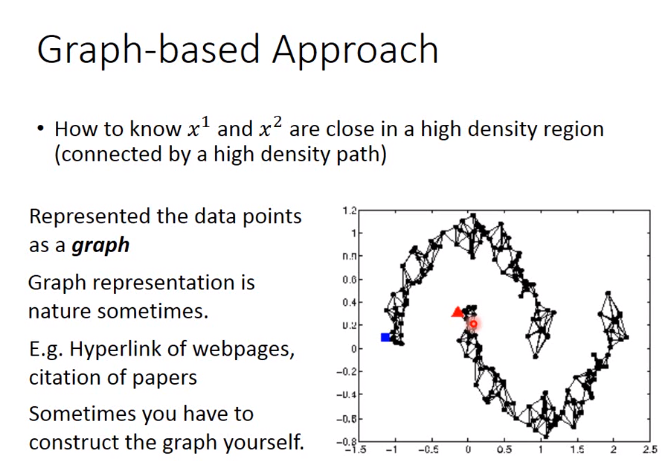 Graph-based Approach
• How to know x¹ and x² are close in a high density region
(connected by a high density path)
Represented the data points
as a graph
Graph representation is
nature sometimes.
E.g. Hyperlink of webpages,
citation of papers
Sometimes you have to
construct the graph yourself.
1.2
1
0.8
0.6
0.4
0.2
0
-0.2
-0.4
-0.6
-0.8
-1.5 -1 -0.5 0 0.5 1 1.5 2 2.5